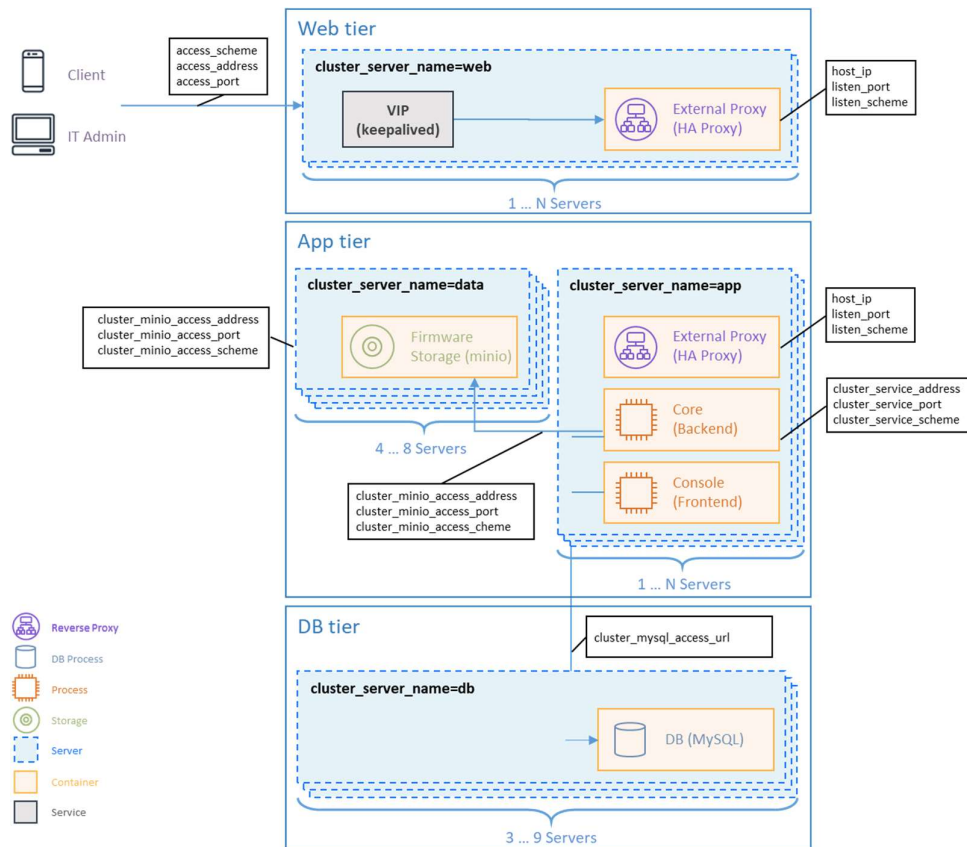 Web tier
cluster_server_name=web
access_scheme
access_address
access_port
Client
IT Admin
VIP
(keepalived)
External Proxy
(HA Proxy)
host_ip
listen_port
listen_scheme
1 ... N Servers
App tier
cluster_server_name=data
cluster_server_name=app
cluster_minio_access_address
cluster_minio_access_port
cluster_minio_access_scheme
Firmware
Storage (minio)
External Proxy
(HA Proxy)
host_ip
listen_port
listen_scheme
4 ... 8 Servers
Core
(Backend)
cluster_service_address
cluster_service_port
cluster_service_scheme
cluster_minio_access_address
cluster_minio_access_port
cluster_minio_access_cheme
Console
(Frontend)
1 ... N Servers
DB tier
cluster_mysql_access_url
cluster_server_name=db
DB (MySQL)
3 ... 9 Servers
Reverse Proxy
DB Process
Process
Storage
Server
Container
Service